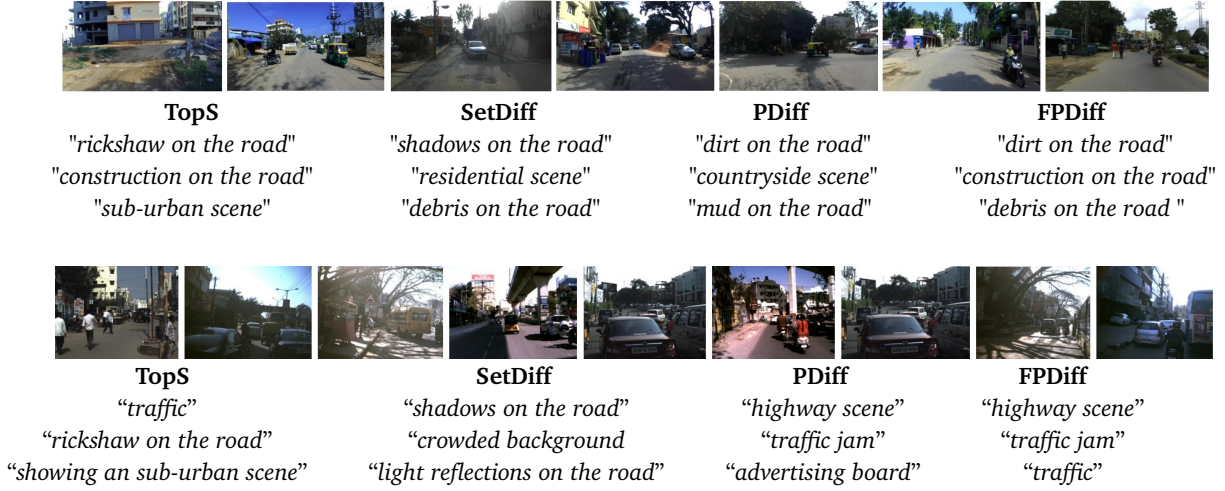 TopS SetDiff PDiff FPDiff
"rickshaw on the road" "shadows on the road" "dirt on the road" "dirt on the road"
"construction on the road" "residential scene" "countryside scene" "construction on the road"
"sub-urban scene" "debris on the road" "mud on the road" "debris on the road "
TopS SetDiff PDiff FPDiff
“traffic” “shadows on the road” “highway scene” “highway scene”
“rickshaw on the road” “crowded background “traffic jam” “traffic jam”
“showing an sub-urban scene” “light reflections on the road” “advertising board” “traffic”